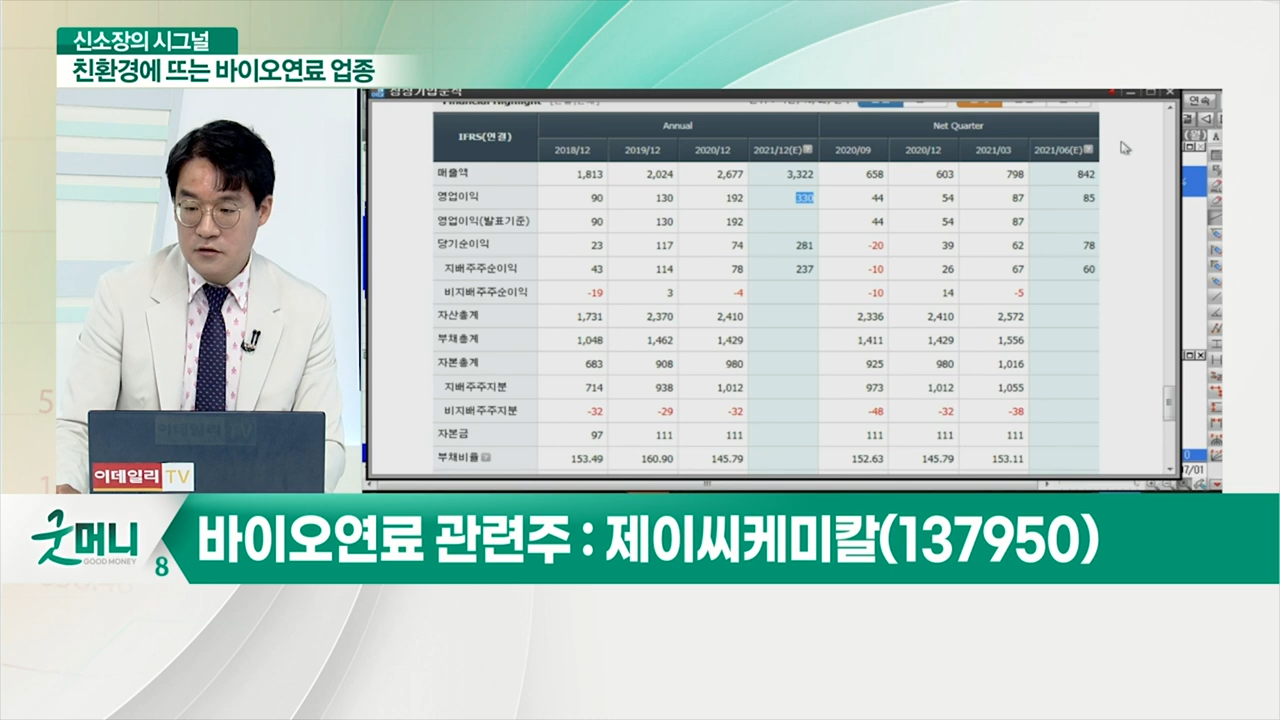 신소장의 시그널
친환경에 뜨는 바이오연료 업종
연속
IFRS(연결) Annual Net Quarter
2018/12 2019/12 2020/12 2021/12(E) 2020/09 2020/12 2021/03 2021/06(E)
매출액 1,813 2,024 2,677 3,322 658 603 798 842
영업이익 90 130 192 330 44 54 87 85
영업이익(발표기준) 90 130 192 44 54 87
당기순이익 23 117 74 281 -20 39 62 78
지배주주순이익 43 114 78 237 -10 26 67 60
비지배주주순이익 -19 3 -4 -10 14 -5
자산총계 1,731 2,370 2,410 2,336 2,410 2,572
부채총계 1,048 1,462 1,429 1,411 1,429 1,556
자본총계 683 908 980 925 980 1,016
지배주주지분 714 938 1,012 973 1,012 1,055
비지배주주지분 -32 -29 -32 -48 -32 -38
자본금 97 111 111 111 111 111
부채비율 153.49 160.90 145.79 152.63 145.79 153.11
이데일리 TV
이데일리 TV
굿머니
GOOD MONEY
8
바이오연료 관련주 : 제이씨케미칼(137950)